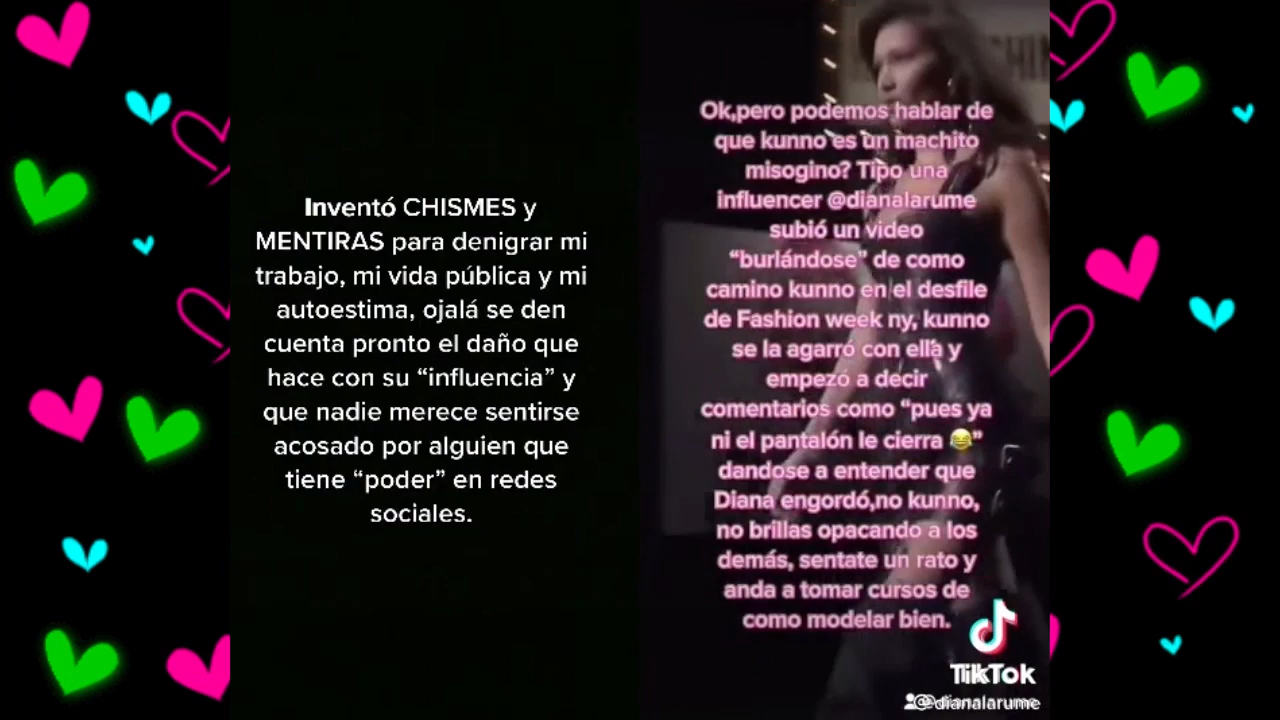 Inventó CHISMES y
MENTIRAS para denigrar mi
trabajo, mi vida pública y mi
autoestima, ojalá se den
cuenta pronto el daño que
hace con su “influencia” y
que nadie merece sentirse
acosado por alguien que
tiene “poder” en redes
sociales.
Ok,pero podemos hablar de
que kunno es un machito
misogino? Tipo una
influencer @dianalarume
subió un video
“burlándose” de como
camino kunno en el desfile
de Fashion week ny, kunno
se la agarró con ella y
empezó a decir
comentarios como “pues ya
ni el pantalón le cierra 😂”
dandose a entender que
Diana engordó,no kunno,
no brillas opacando a los
demás, sentate un rato y
anda a tomar cursos de
como modelar bien.
TikTok
@dianalarume